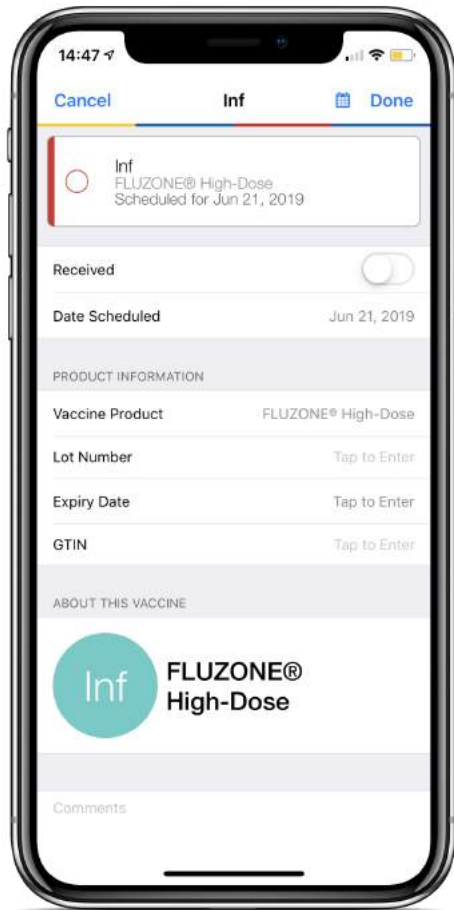 14:47
Cancel Inf Done
Inf
FLUZONE® High-Dose
Scheduled for Jun 21, 2019
Received
Date Scheduled Jun 21, 2019
PRODUCT INFORMATION
Vaccine Product FLUZONE® High-Dose
Lot Number Tap to Enter
Expiry Date Tap to Enter
GTIN Tap to Enter
ABOUT THIS VACCINE
Inf FLUZONE®
High-Dose
Comments